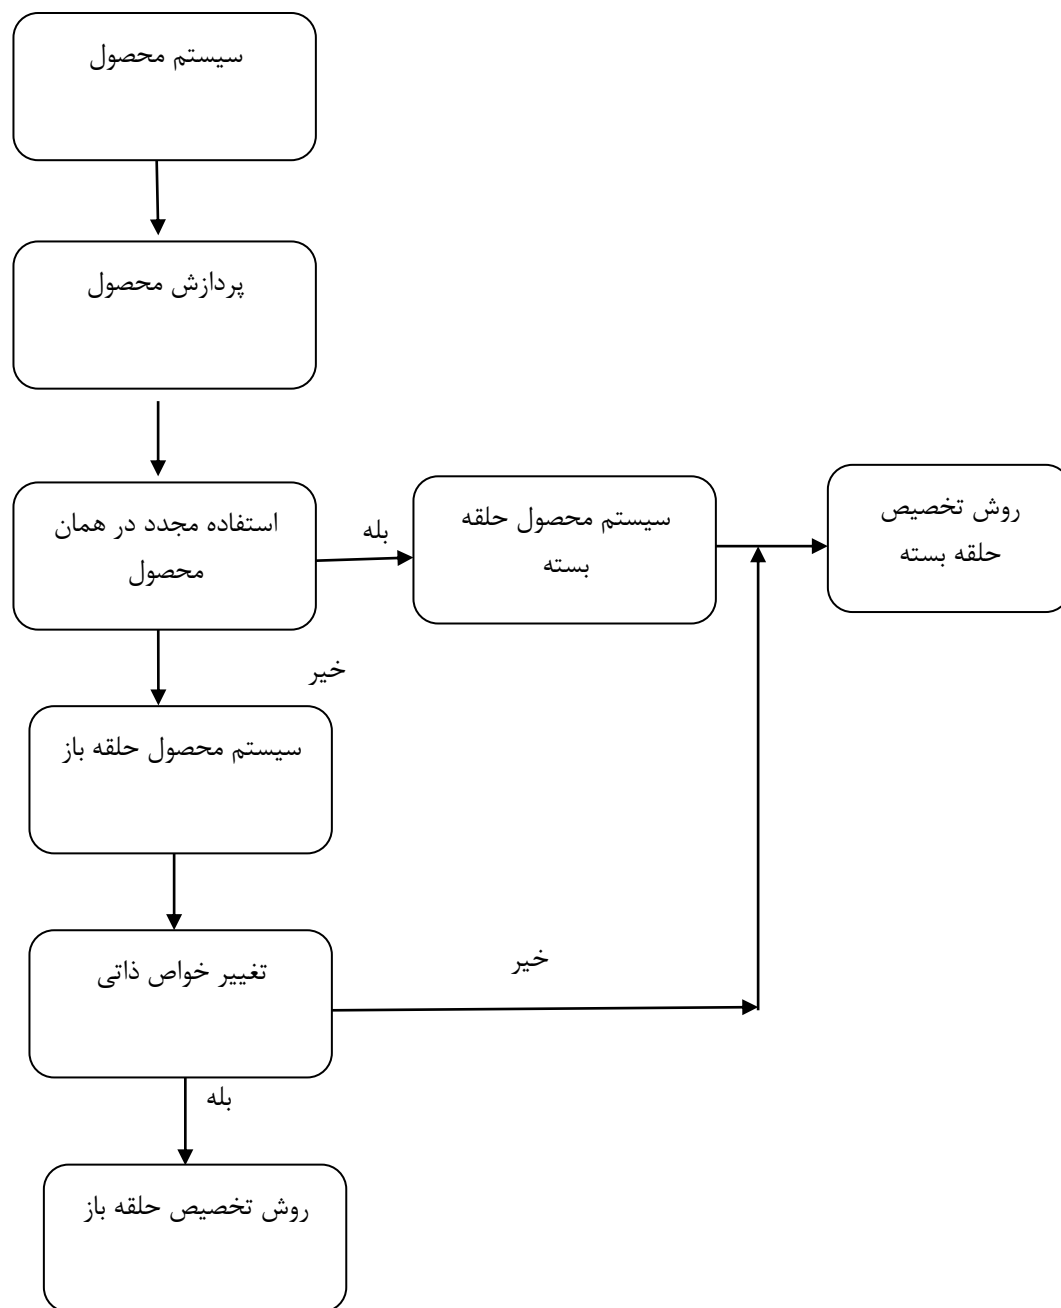 سیستم محصول
پردازش محصول
استفاده مجدد در همان
محصول
بله
سیستم محصول حلقه
بسته
روش تخصیص
حلقه بسته
خیر
سیستم محصول حلقه باز
تغییر خواص ذاتی
خیر
بله
روش تخصیص حلقه باز